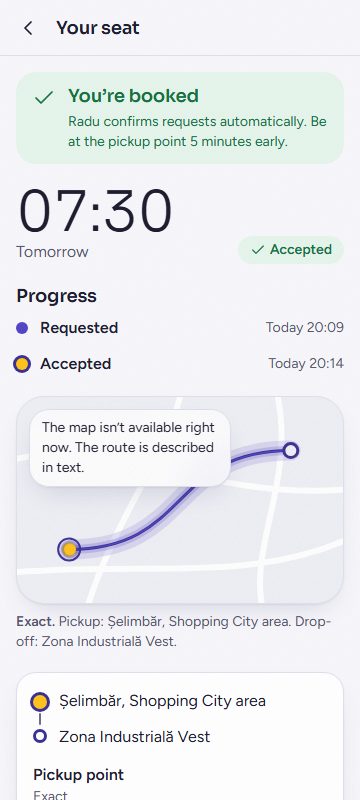 Your seat
You're booked
Radu confirms requests automatically. Be
at the pickup point 5 minutes early.
07:30
Tomorrow
Accepted
Progress
Requested
Today 20:09
Accepted
Today 20:14
The map isn't available right
now. The route is described
in text.
Exact. Pickup: Șelimbăr, Shopping City area. Drop-
off: Zona Industrială Vest.
Șelimbăr, Shopping City area
Zona Industrială Vest
Pickup point
Exact